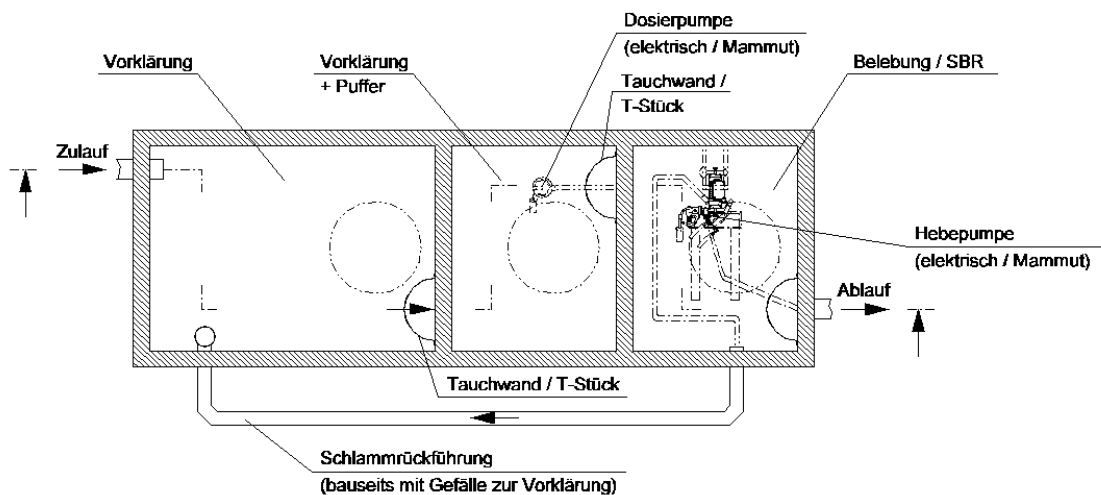 Dosierpumpe
(elektrisch / Mammut)
Vorklärung
Vorklärung
+ Puffer
Tauchwand /
T-Stück
Belebung / SBR
Zulauf
Hebepumpe
(elektrisch / Mammut)
Ablauf
Tauchwand / T-Stück
Schlammrückführung
(bauseits mit Gefälle zur Vorklärung)